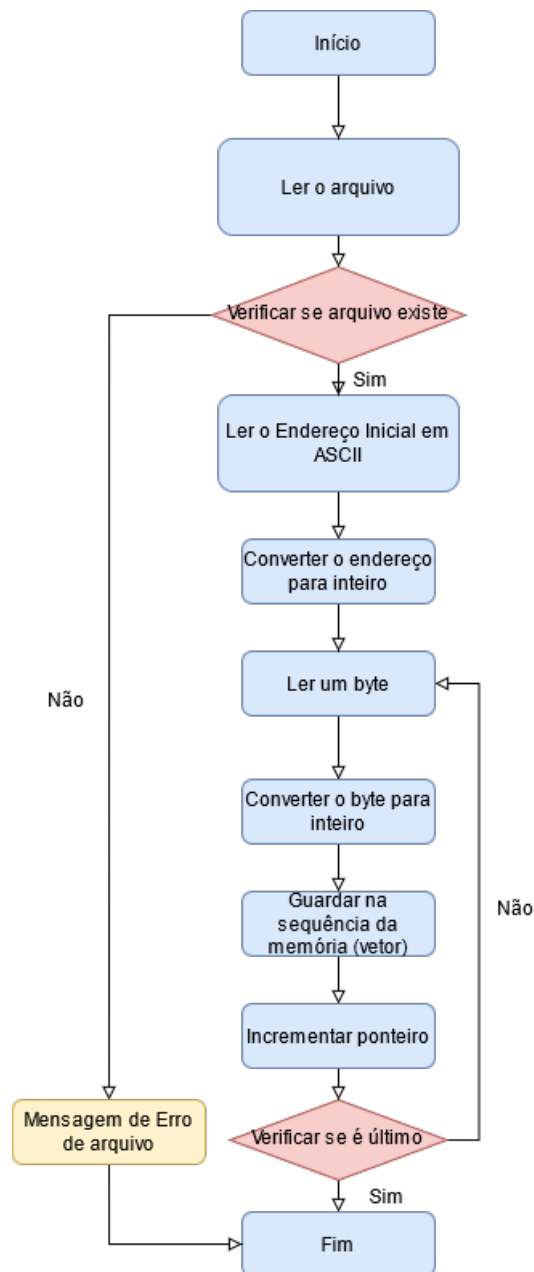 Início
Ler o arquivo
Verificar se arquivo existe
Sim
Ler o Endereço Inicial em
ASCII
Converter o endereço
para inteiro
Ler um byte
Não
Converter o byte para
inteiro
Guardar na
sequência da
memória (vetor)
Não
Incrementar ponteiro
Mensagem de Erro
de arquivo
Verificar se é último
Sim
Fim